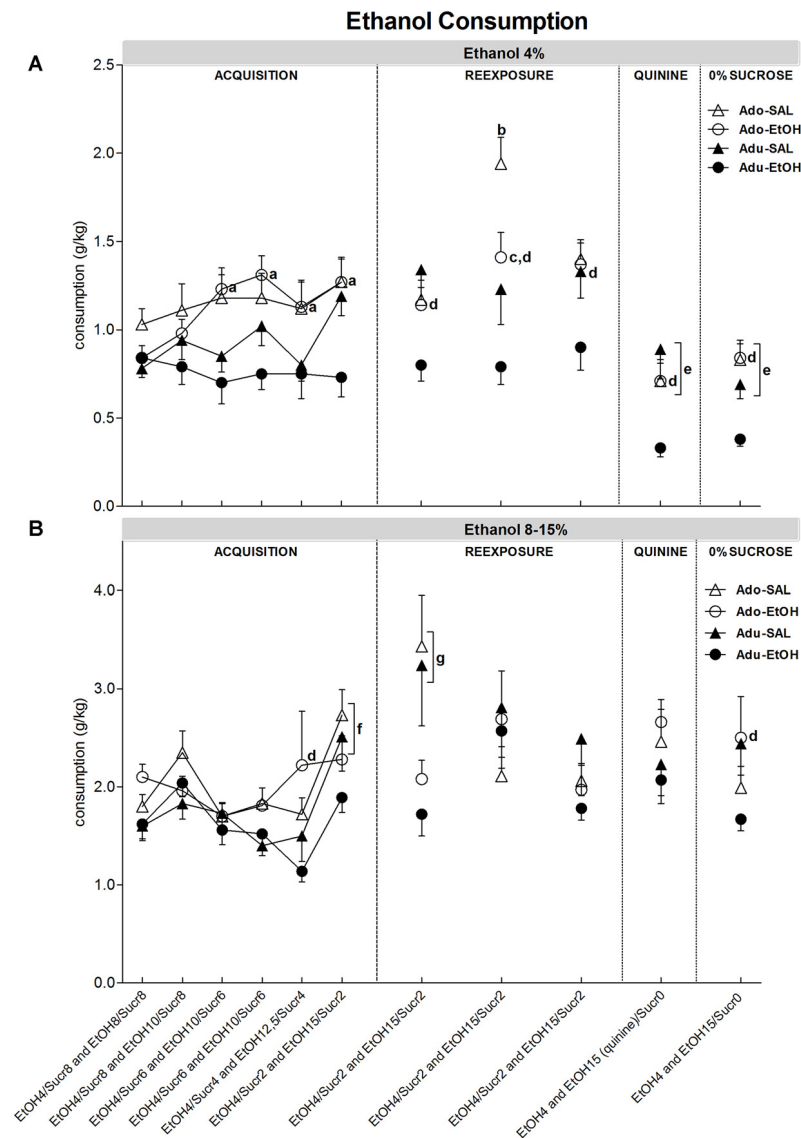 Ethanol Consumption
A
Ethanol 4%
ACQUISITION REEXPOSURE QUININE 0% SUCROSE
Ado-SAL
Ado-EtOH
Adu-SAL
Adu-EtOH
consumption (g/kg)
2.5
2.0
1.5
1.0
0.5
0.0
a a a a
b
d c,d d
d e
d e
B
Ethanol 8-15%
ACQUISITION REEXPOSURE QUININE 0% SUCROSE
Ado-SAL
Ado-EtOH
Adu-SAL
Adu-EtOH
consumption (g/kg)
4.0
3.0
2.0
1.0
0.0
d f g d
EtOH4/Sucr8 and EtOH8/Sucr8
EtOH4/Sucr8 and EtOH10/Sucr8
EtOH4/Sucr6 and EtOH10/Sucr6
EtOH4/Sucr6 and EtOH10/Sucr6
EtOH4/Sucr4 and EtOH12,5/Sucr4
EtOH4/Sucr2 and EtOH15/Sucr2
EtOH4/Sucr2 and EtOH15/Sucr2
EtOH4/Sucr2 and EtOH15/Sucr2
EtOH4/Sucr2 and EtOH15/Sucr2
EtOH4 and EtOH15 (quinine)/Sucr0
EtOH4 and EtOH15/Sucr0